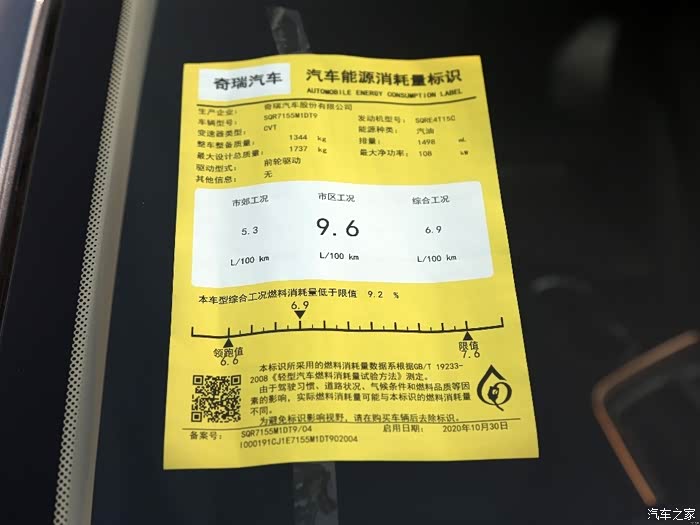 奇瑞汽车
汽车能源消耗量标识
AUTOMOBILE ENERGY CONSUMPTION LABEL
生产企业: 奇瑞汽车股份有限公司
车辆型号: SQR7155M1DT9 发动机型号: SQRE4T15C
变速器类型: CVT 能源种类: 汽油
整车整备质量: 1344 kg 排量: 1498 mL
最大设计总质量: 1737 kg 最大净功率: 108 kW
驱动型式: 前轮驱动
其他信息: 无
市郊工况 市区工况 综合工况
5.3 9.6 6.9
L/100 km L/100 km L/100 km
本车型综合工况燃料消耗量低于限值 9.2 %
6.9
领跑值 限值
6.6 7.6
本标识所采用的燃料消耗量数据系根据GB/T 19233-
2008《轻型汽车燃料消耗量试验方法》测定。
由于驾驶习惯、道路状况、气候条件和燃料品质等因
素的影响，实际燃料消耗量可能与本标识的燃料消耗量
不同。
为避免标识影响视野，请在购买车辆后去除标识。
备案号: SQR7155M1DT9/04 启用日期: 2020年10月30日
I000191CJ1E7155M1DT902004
汽车之家